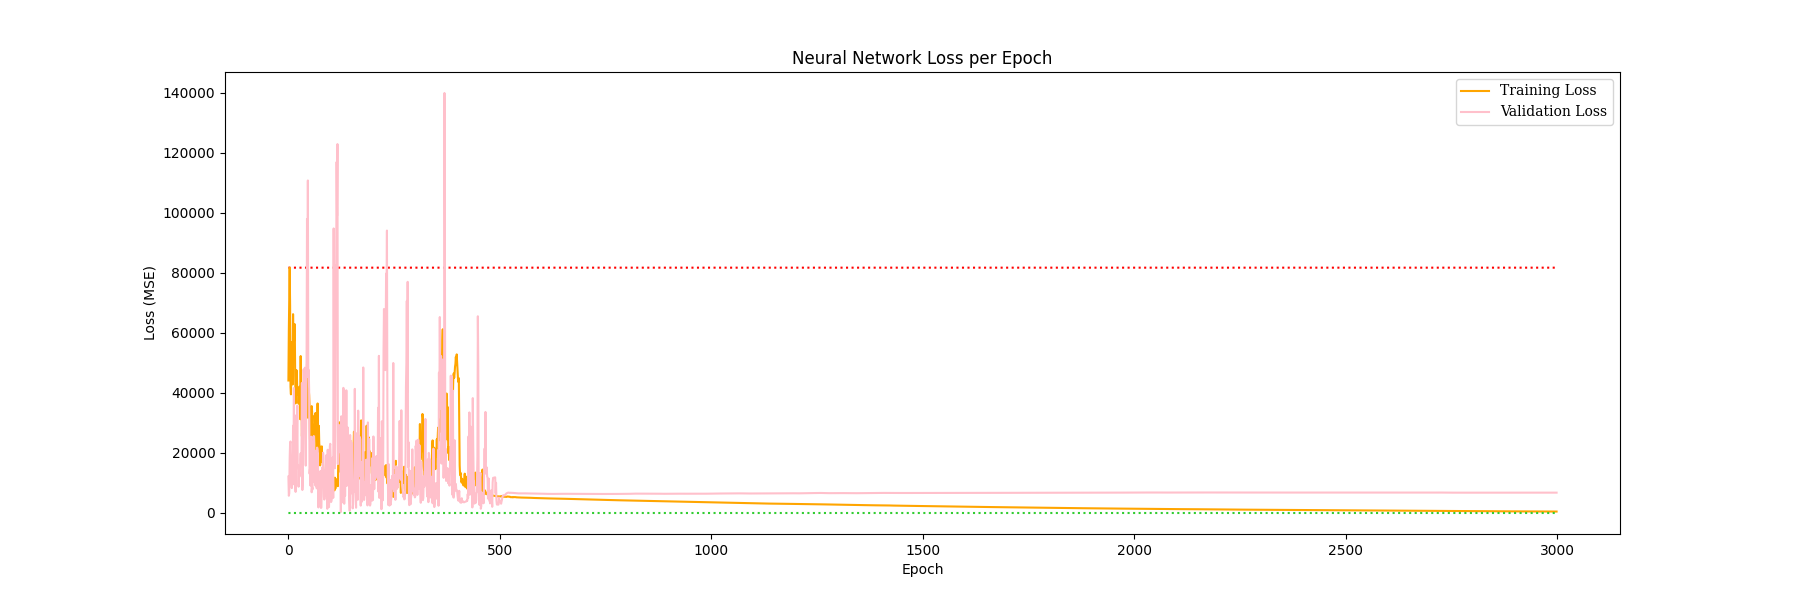 Neural Network Loss per Epoch
Training Loss
Validation Loss
140000
120000
100000
80000
60000
40000
20000
0
Loss (MSE)
0 500 1000 1500 2000 2500 3000
Epoch